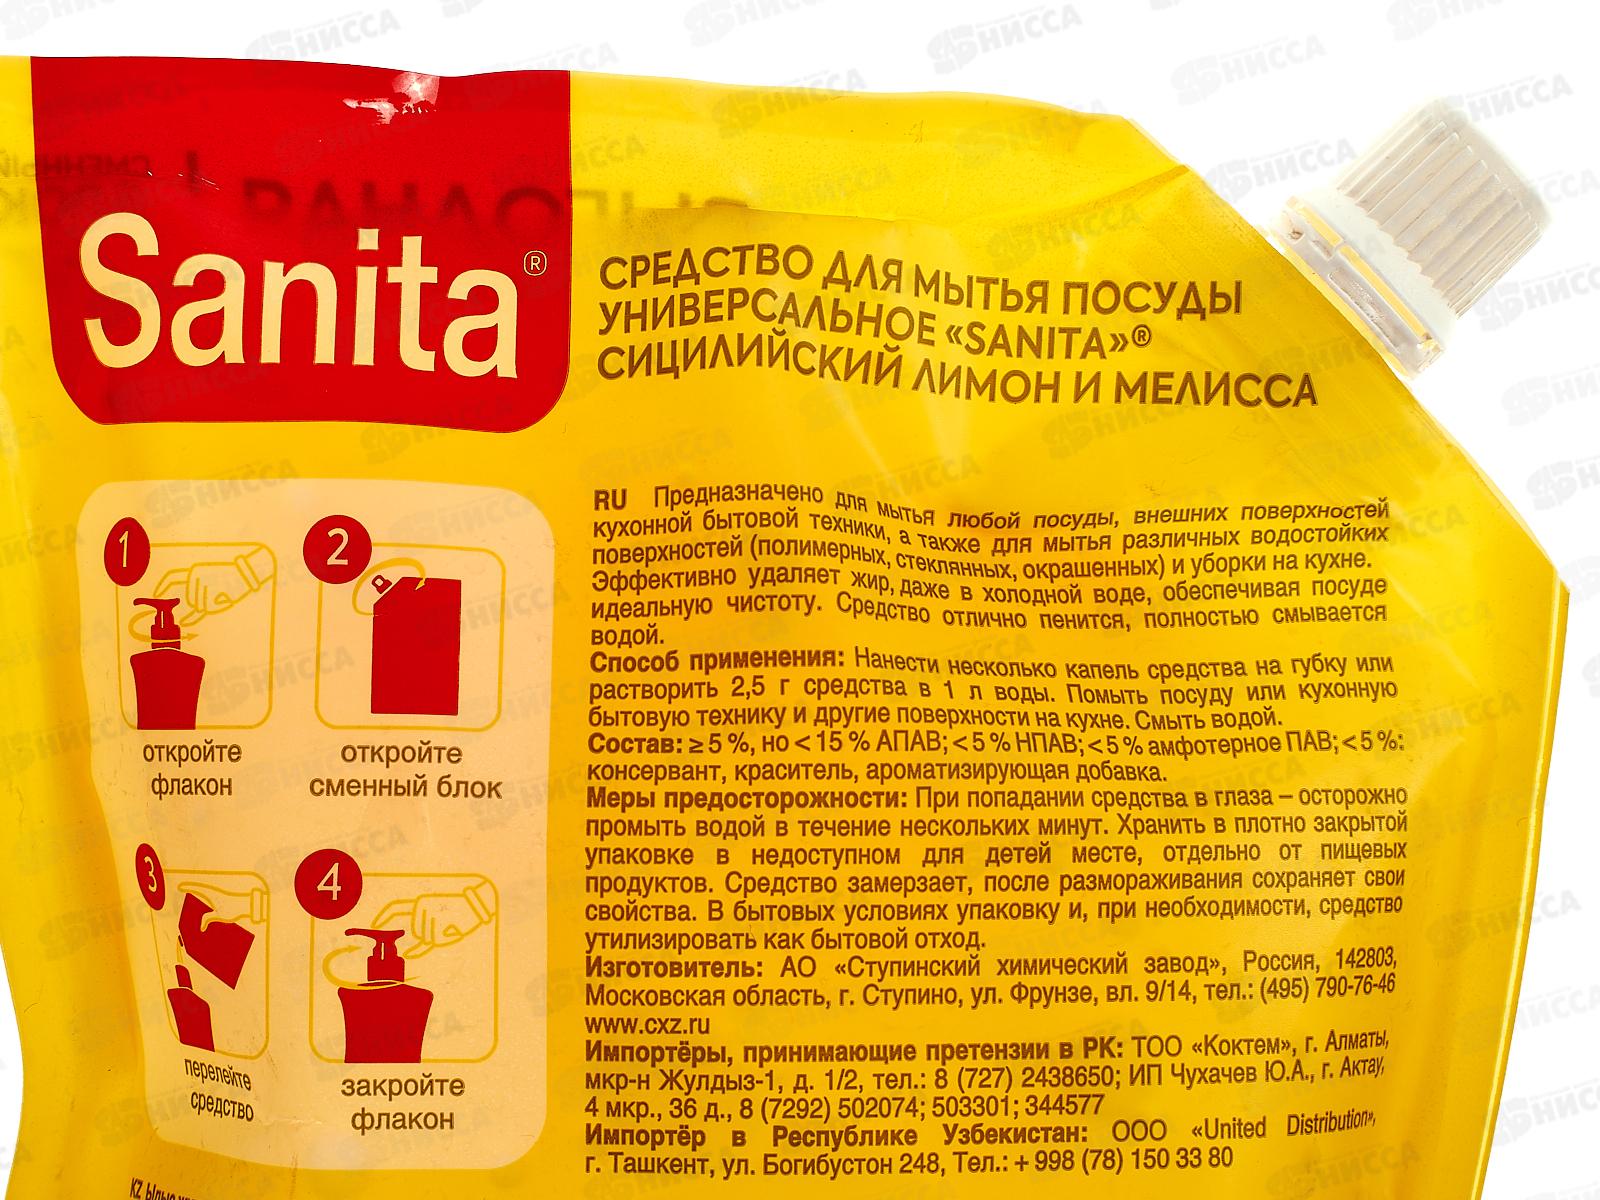 Sanita®
СРЕДСТВО ДЛЯ МЫТЬЯ ПОСУДЫ
УНИВЕРСАЛЬНОЕ «SANITA»®
СИЦИЛИЙСКИЙ ЛИМОН И МЕЛИССА
1
откройте
флакон
2
откройте
сменный блок
3
перелейте
средство
4
закройте
флакон
RU Предназначено для мытья любой посуды, внешних поверхностей
кухонной бытовой техники, а также для мытья различных водостойких
поверхностей (полимерных, стеклянных, окрашенных) и уборки на кухне.
Эффективно удаляет жир, даже в холодной воде, обеспечивая посуде
идеальную чистоту. Средство отлично пенится, полностью смывается
водой.
Способ применения: Нанести несколько капель средства на губку или
растворить 2,5 г средства в 1 л воды. Помыть посуду или кухонную
бытовую технику и другие поверхности на кухне. Смыть водой.
Состав: ≥ 5 %, но < 15 % АПАВ; < 5 % НПАВ; < 5 % амфотерное ПАВ; < 5 %:
консервант, краситель, ароматизирующая добавка.
Меры предосторожности: При попадании средства в глаза – осторожно
промыть водой в течение нескольких минут. Хранить в плотно закрытой
упаковке в недоступном для детей месте, отдельно от пищевых
продуктов. Средство замерзает, после размораживания сохраняет свои
свойства. В бытовых условиях упаковку и, при необходимости, средство
утилизировать как бытовой отход.
Изготовитель: АО «Ступинский химический завод», Россия, 142803,
Московская область, г. Ступино, ул. Фрунзе, вл. 9/14, тел.: (495) 790-76-46
www.cxz.ru
Импортёры, принимающие претензии в РК: ТОО «Коктем», г. Алматы,
мкр-н Жулдыз-1, д. 1/2, тел.: 8 (727) 2438650; ИП Чухачев Ю.А., г. Актау,
4 мкр., 36 д., 8 (7292) 502074; 503301; 344577
Импортёр в Республике Узбекистан: ООО «United Distribution»,
г. Ташкент, ул. Богибустон 248, Тел.: + 998 (78) 150 33 80
KZ